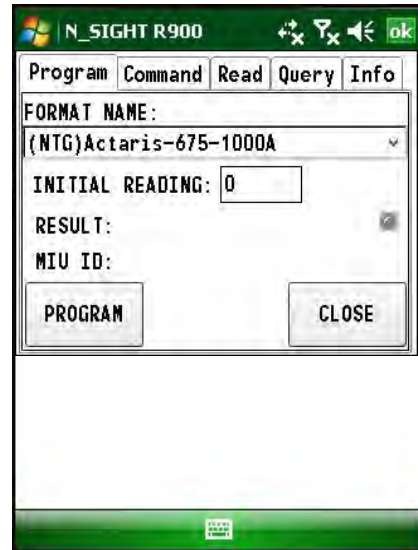 N_SIGHT R900 ok
Program Command Read Query Info
FORMAT NAME:
(NTG)Actaris-675-1000A
INITIAL READING: 0
RESULT:
MIU ID:
PROGRAM CLOSE